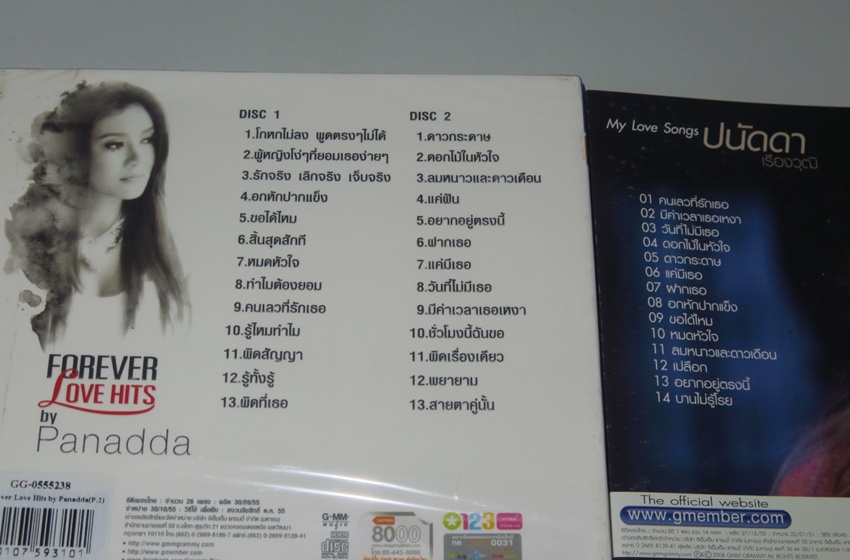 DISC 1
1.โกหกไม่ลง พูดตรงๆไม่ได้
2.ผู้หญิงโง่ๆที่ยอมเธอง่ายๆ
3.รักจริง เลิกจริง เจ็บจริง
4.อกหักปากแข็ง
5.ขอได้ไหม
6.สิ้นสุดสักที
7.หมดหัวใจ
8.ทำไมต้องยอม
9.คนเลวที่รักเธอ
10.รู้ไหมทำไม
11.ผิดสัญญา
12.รู้ทั้งรู้
13.ผิดที่เธอ
DISC 2
1.ดาวกระดาษ
2.ดอกไม้ในหัวใจ
3.ลมหนาวและดาวเดือน
4.แค่ฝัน
5.อยากอยู่ตรงนี้
6.ฝากเธอ
7.แค่มีเธอ
8.วันที่ไม่มีเธอ
9.มีค่าเวลาเธอเหงา
10.ชั่วโมงนี้ฉันขอ
11.ผิดเรื่องเดียว
12.พยายาม
13.สายตาคู่นั้น
FOREVER
LOVE HITS
by
Panadda
GG-0555238
ver Love Hits by Panadda(P.2)
0107593101
GMM
MUSIC
8000
123
0031
My Love Songs ปนัดดา
เรืองวุฒิ
01 คนเลวที่รักเธอ
02 มีค่าเวลาเธอเหงา
03 วันที่ไม่มีเธอ
04 ดอกไม้ในหัวใจ
05 ดาวกระดาษ
06 แค่มีเธอ
07 ฝากเธอ
08 อกหักปากแข็ง
09 ขอได้ไหม
10 หมดหัวใจ
11 ลมหนาวและดาวเดือน
12 เปลือก
13 อยากอยู่ตรงนี้
14 บานไม่รู้โรย
The official website
www.gmember.com